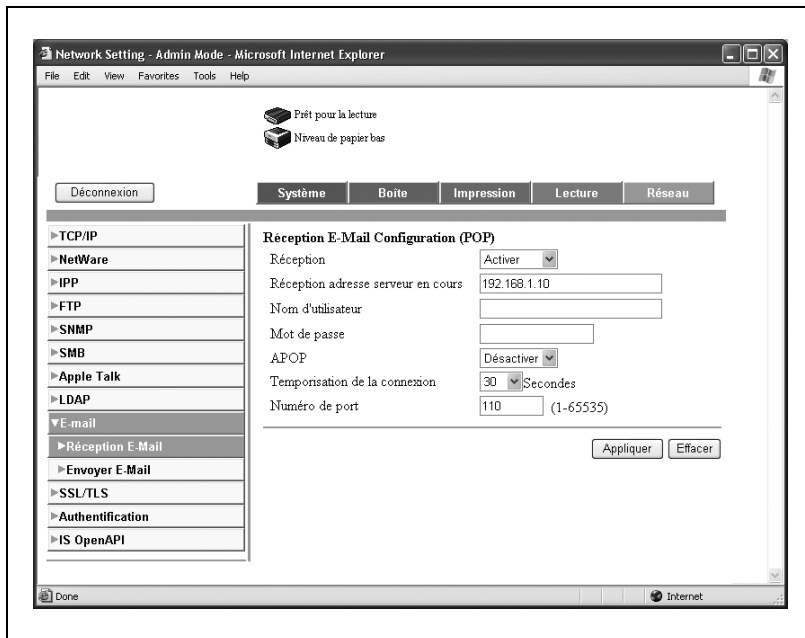 Network Setting - Admin Mode - Microsoft Internet Explorer
File Edit View Favorites Tools Help
Prêt pour la lecture
Niveau de papier bas
Déconnexion
Système Boîte Impression Lecture Réseau
TCP/IP
NetWare
IPP
FTP
SNMP
SMB
Apple Talk
LDAP
E-mail
Réception E-Mail
Envoyer E-Mail
SSL/TLS
Authentification
IS OpenAPI
Réception E-Mail Configuration (POP)
Réception Activer
Réception adresse serveur en cours 192.168.1.10
Nom d'utilisateur
Mot de passe
APOP Désactiver
Temporisation de la connexion 30 Secondes
Numéro de port 110 (1-65535)
Appliquer Effacer
Done Internet